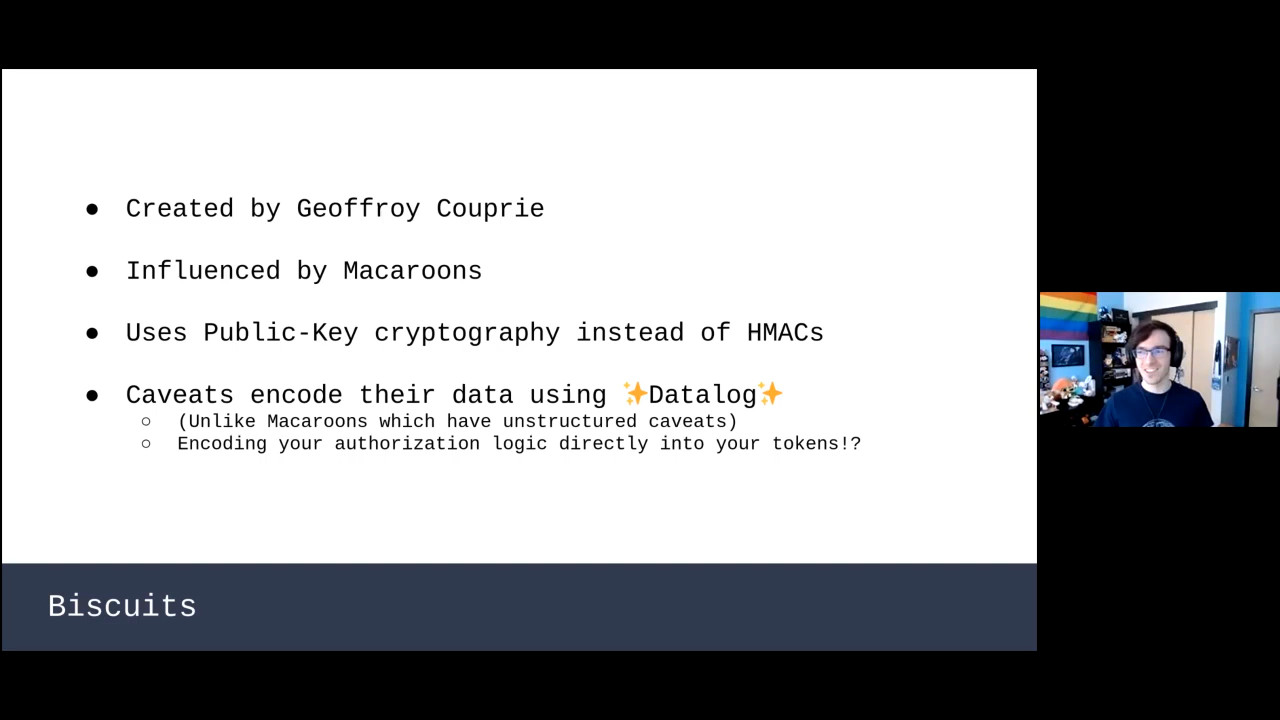 ● Created by Geoffroy Couprie
● Influenced by Macaroons
● Uses Public-Key cryptography instead of HMACs
● Caveats encode their data using ✨Datalog✨
○ (Unlike Macaroons which have unstructured caveats)
○ Encoding your authorization logic directly into your tokens!?
Biscuits